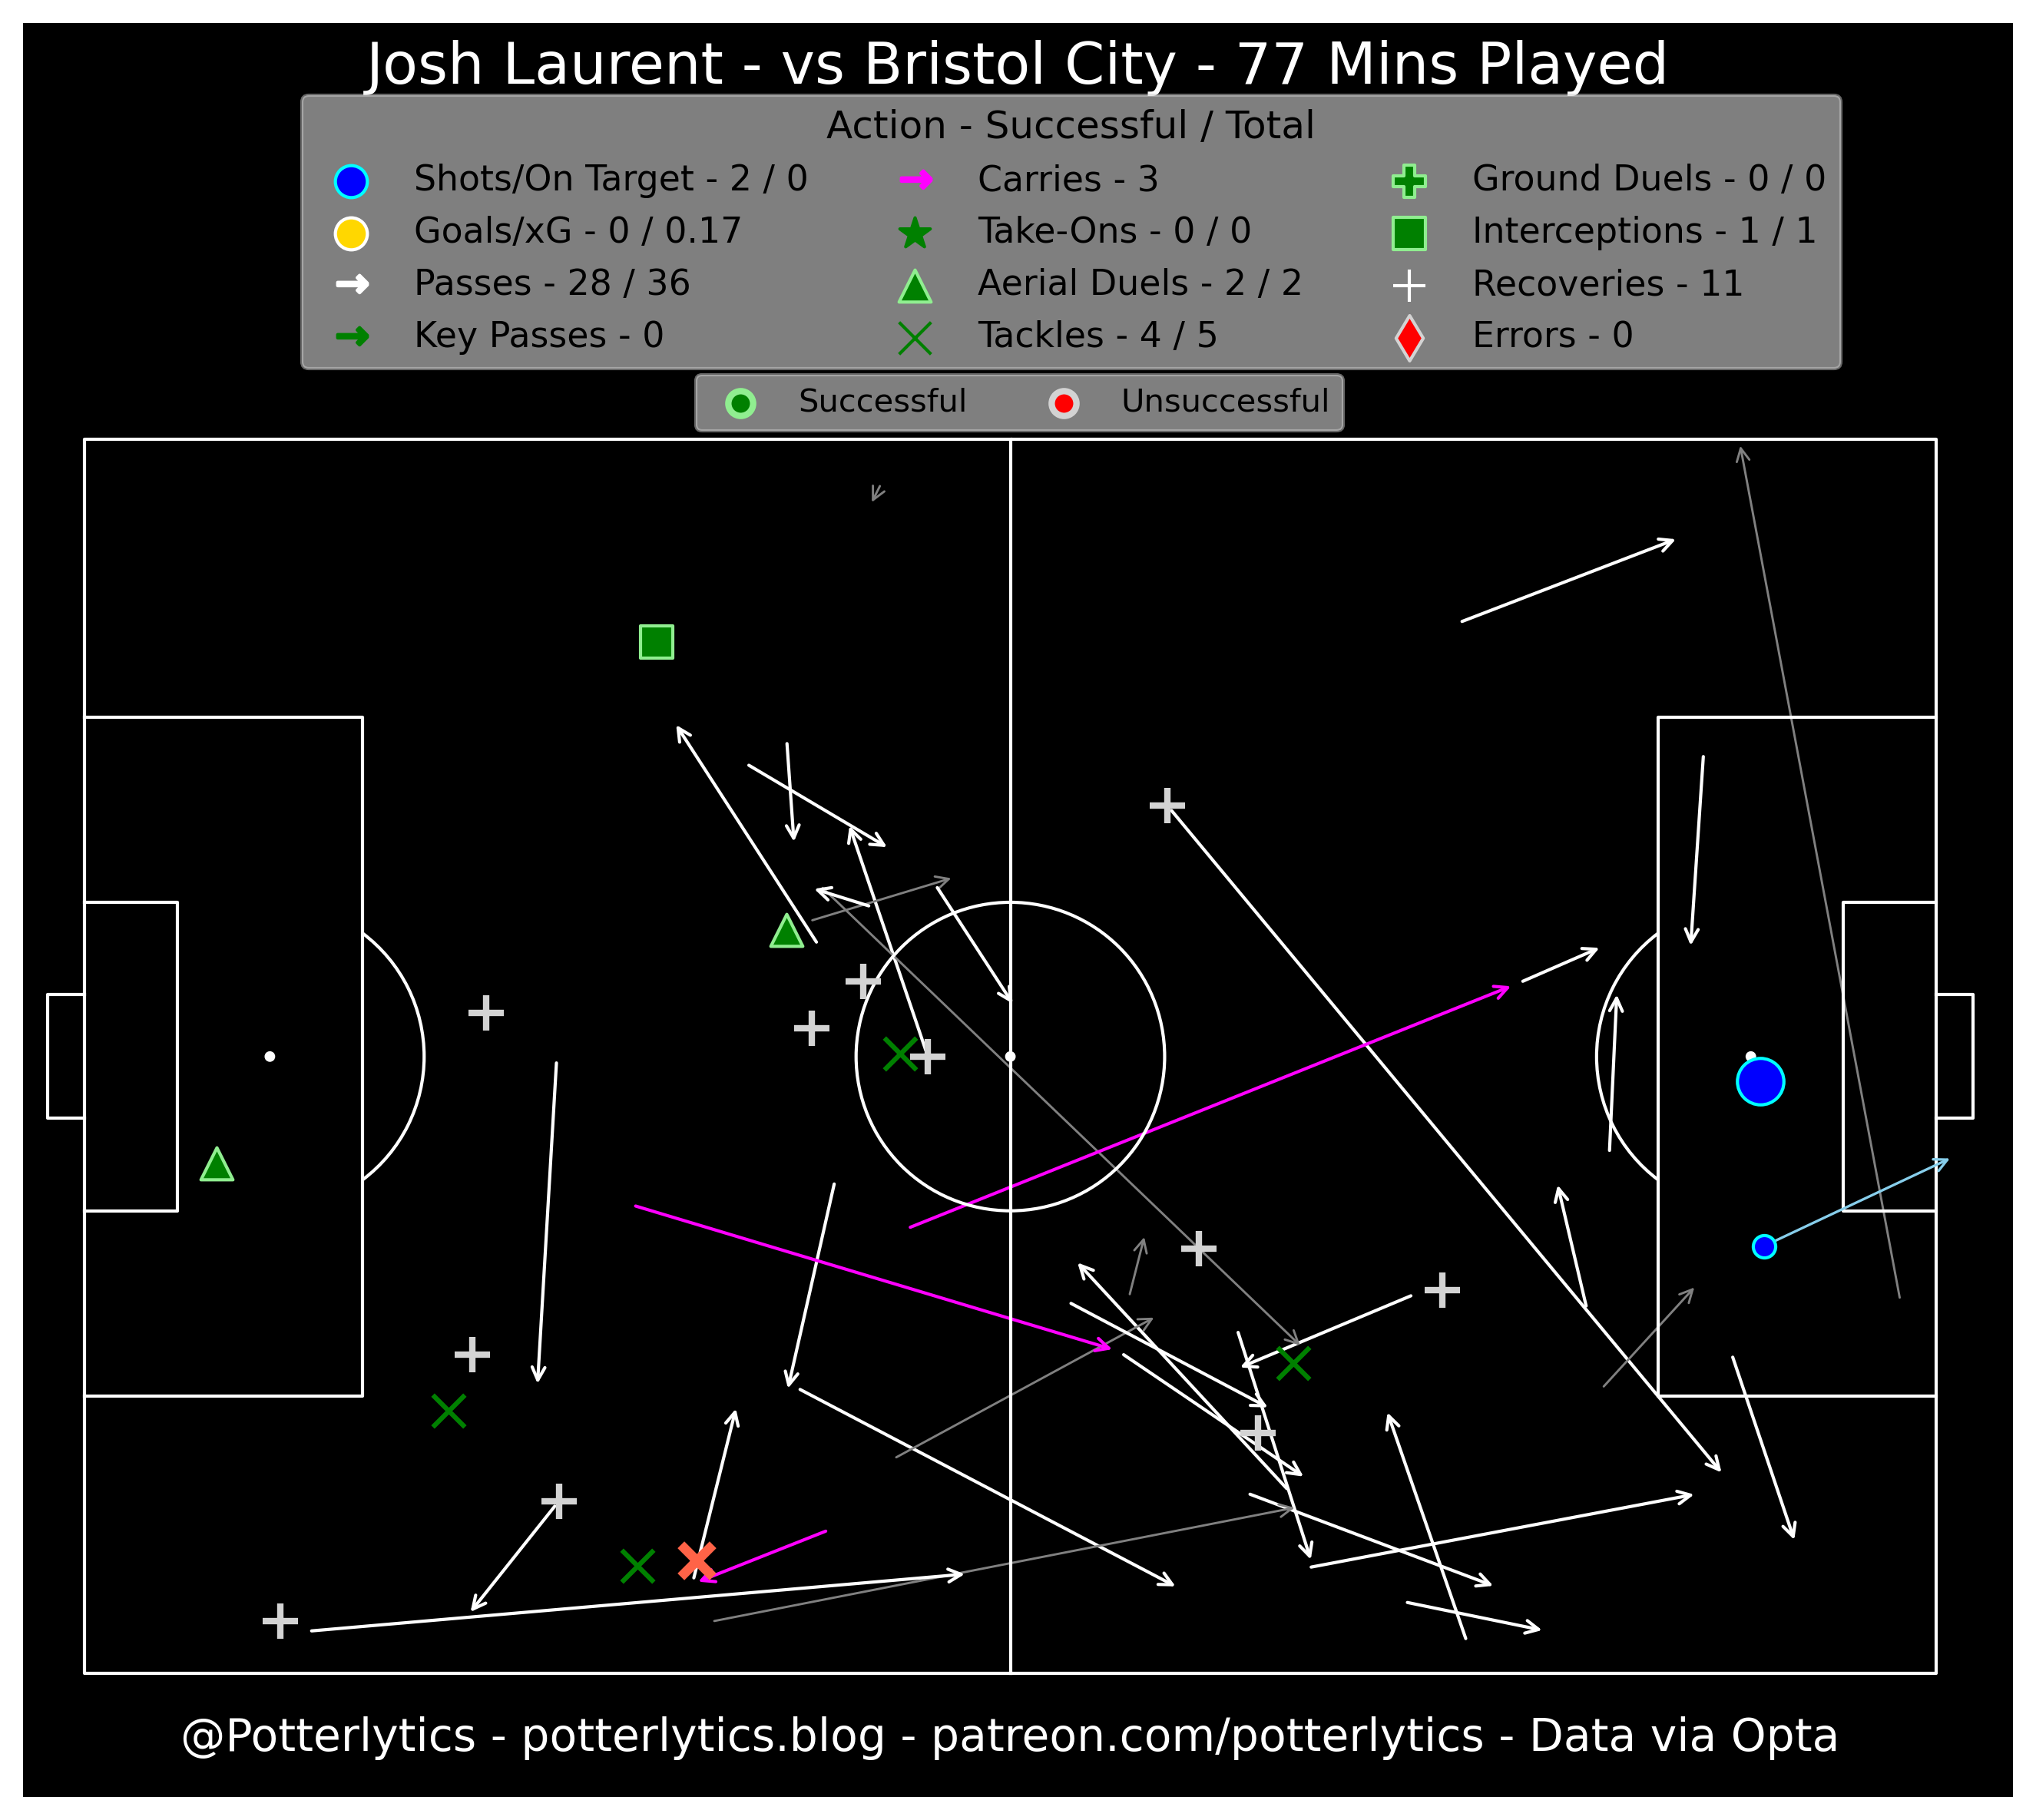 Josh Laurent - vs Bristol City - 77 Mins Played
Action - Successful / Total
Shots/On Target - 2 / 0
Goals/xG - 0 / 0.17
Passes - 28 / 36
Key Passes - 0
Carries - 3
Take-Ons - 0 / 0
Aerial Duels - 2 / 2
Tackles - 4 / 5
Ground Duels - 0 / 0
Interceptions - 1 / 1
Recoveries - 11
Errors - 0
Successful
Unsuccessful
@Potterlytics - potterlytics.blog - patreon.com/potterlytics - Data via Opta